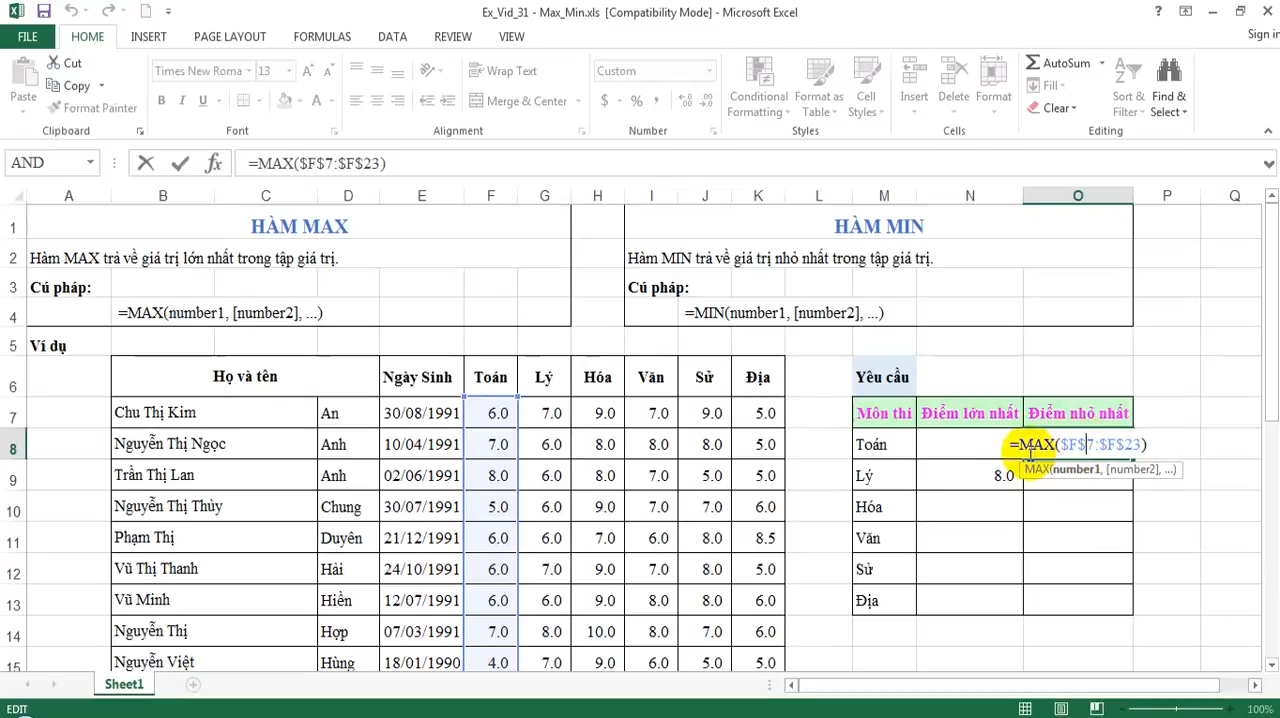 Ex_Vid_31 - Max_Min.xls [Compatibility Mode] - Microsoft Excel
FILE HOME INSERT PAGE LAYOUT FORMULAS DATA REVIEW VIEW Sign in
Paste Cut Copy Format Painter Clipboard
Times New Roma 13 B I U A Font
Wrap Text Merge & Center Alignment
Custom $ % , Number
Conditional Formatting Format as Table Cell Styles Styles
Insert Delete Format Cells
AutoSum Fill Clear Sort & Filter Find & Select Editing
AND =MAX($F$7:$F$23)
A B C D E F G H I J K L M N O P Q
1 HÀM MAX HÀM MIN
2 Hàm MAX trả về giá trị lớn nhất trong tập giá trị. Hàm MIN trả về giá trị nhỏ nhất trong tập giá trị.
3 Cú pháp: Cú pháp:
4 =MAX(number1, [number2], ...) =MIN(number1, [number2], ...)
5 Ví dụ
6 Họ và tên Ngày Sinh Toán Lý Hóa Văn Sử Địa Yêu cầu
7 Chu Thị Kim An 30/08/1991 6.0 7.0 9.0 7.0 9.0 5.0 Môn thi Điểm lớn nhất Điểm nhỏ nhất
8 Nguyễn Thị Ngọc Anh 10/04/1991 7.0 6.0 8.0 8.0 8.0 5.0 Toán =MAX($F$7:$F$23)
MAX(number1, [number2], ...)
9 Trần Thị Lan Anh 02/06/1991 8.0 6.0 9.0 7.0 8.0 5.0 Lý 8.0
10 Nguyễn Thị Thủy Chung 30/07/1991 5.0 6.0 9.0 7.0 7.0 6.0 Hóa
11 Phạm Thị Duyên 21/12/1991 6.0 6.0 7.0 6.0 8.0 8.5 Văn
12 Vũ Thị Thanh Hải 24/10/1991 6.0 6.0 9.0 7.0 8.0 5.0 Sử
13 Vũ Minh Hiền 12/07/1991 6.0 6.0 9.0 8.0 8.0 6.0 Địa
14 Nguyễn Thị Hợp 07/03/1991 7.0 8.0 10.0 8.0 7.0 6.0
15 Nguyễn Việt Hùng 18/01/1990 4.0 7.0 9.0 6.0 5.0 5.0
Sheet1
EDIT 100%